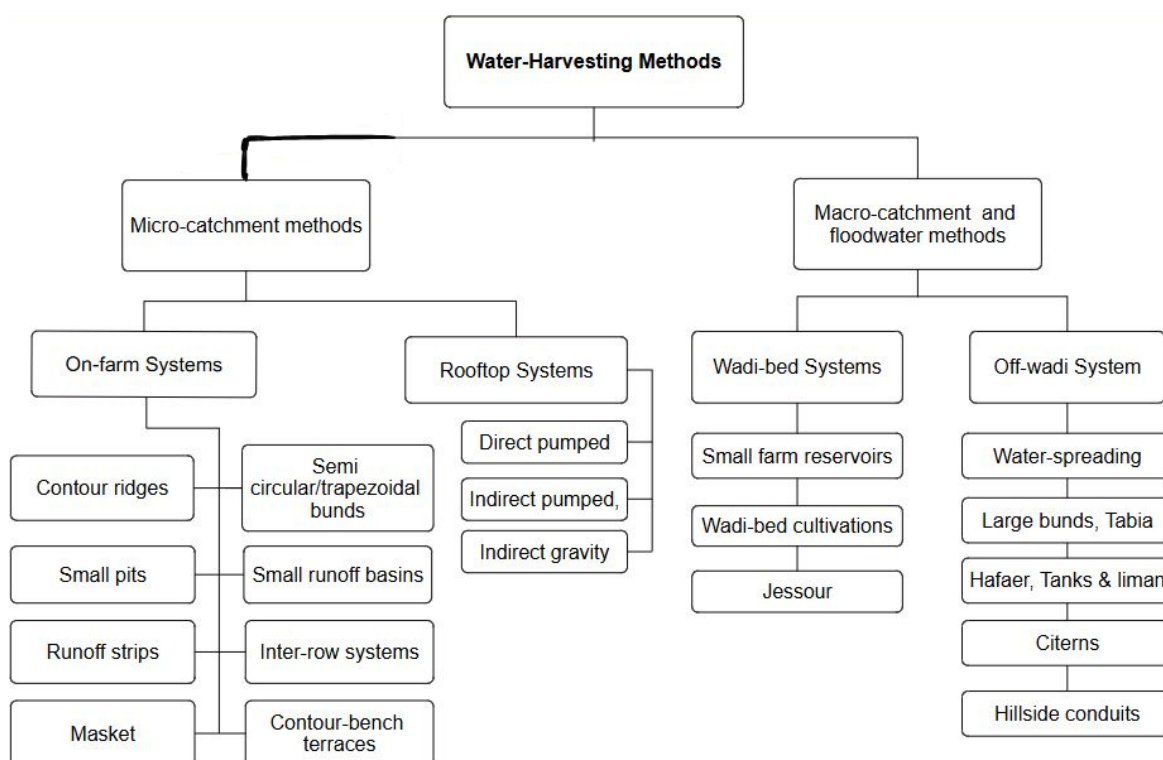 Water-Harvesting Methods
Micro-catchment methods
Macro-catchment and
floodwater methods
On-farm Systems
Rooftop Systems
Wadi-bed Systems
Off-wadi System
Contour ridges
Semi
circular/trapezoidal
bunds
Small pits
Small runoff basins
Runoff strips
Inter-row systems
Masket
Contour-bench
terraces
Direct pumped
Indirect pumped,
Indirect gravity
Small farm reservoirs
Wadi-bed cultivations
Jessour
Water-spreading
Large bunds, Tabia
Hafaer, Tanks & liman
Citerns
Hillside conduits